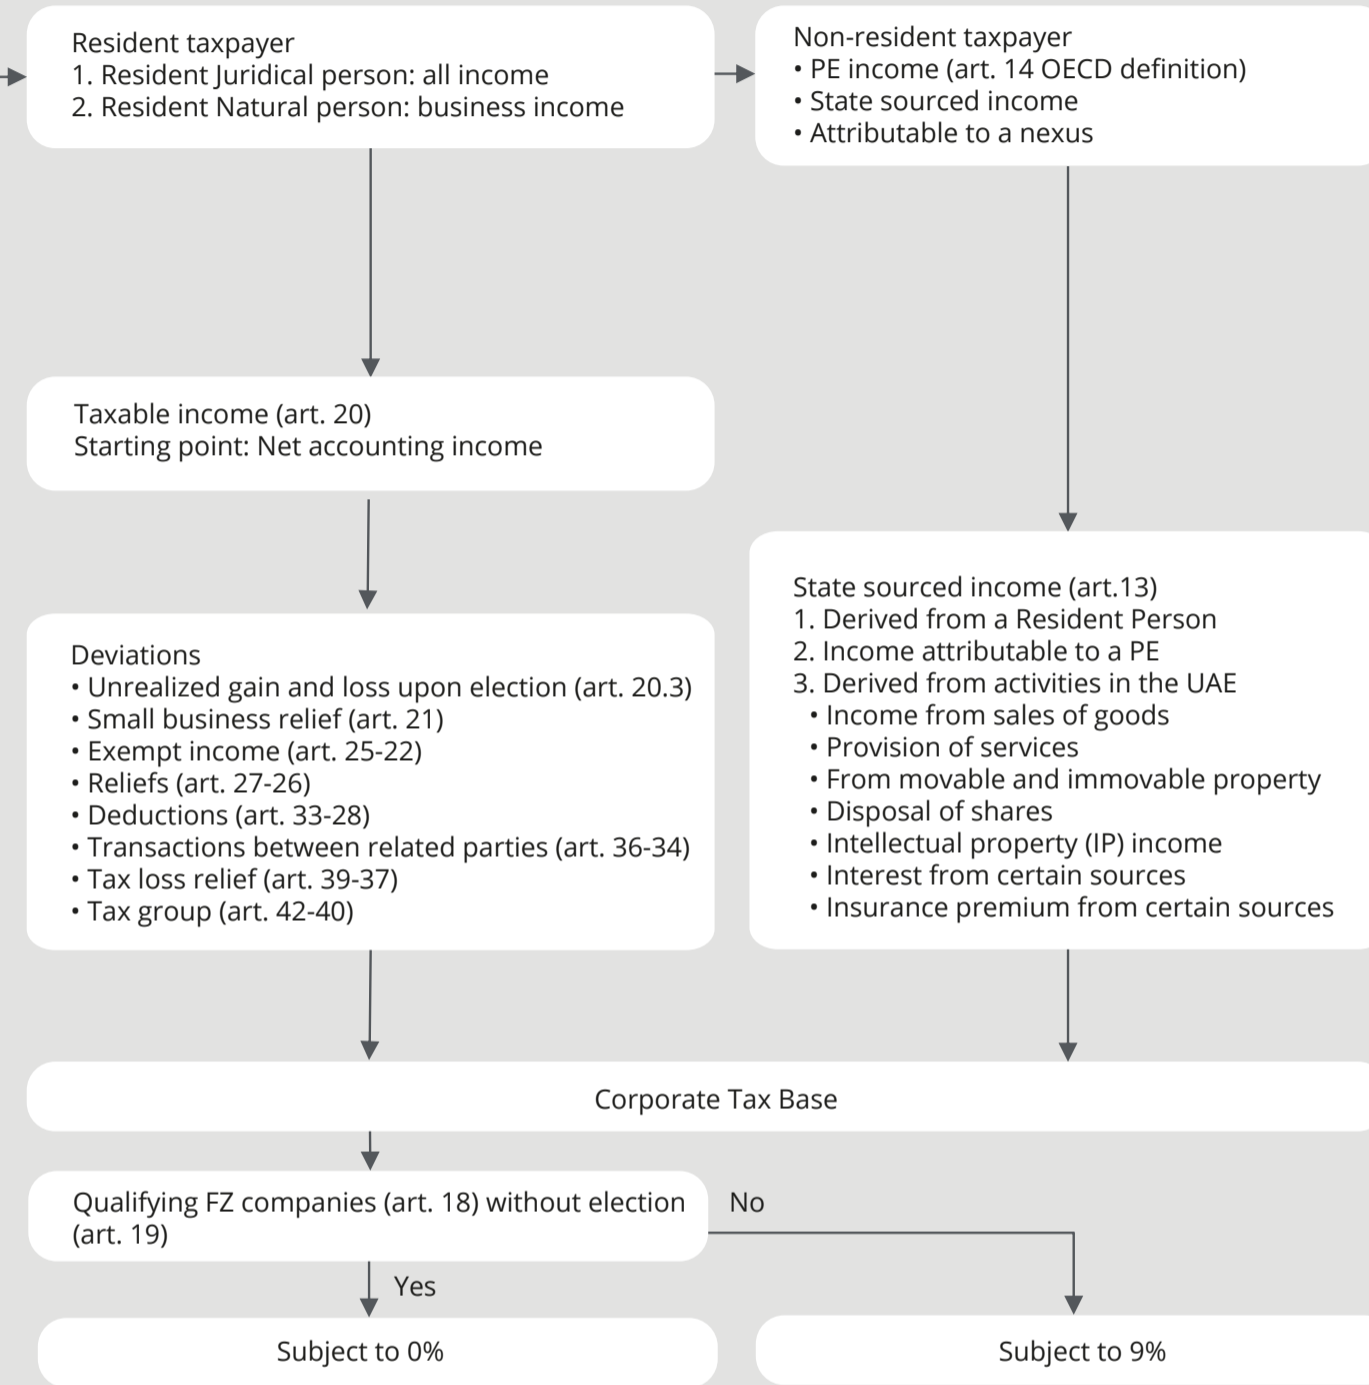 Resident taxpayer
1. Resident Juridical person: all income
2. Resident Natural person: business income
Non-resident taxpayer
• PE income (art. 14 OECD definition)
• State sourced income
• Attributable to a nexus
Taxable income (art. 20)
Starting point: Net accounting income
Deviations
• Unrealized gain and loss upon election (art. 20.3)
• Small business relief (art. 21)
• Exempt income (art. 25-22)
• Reliefs (art. 27-26)
• Deductions (art. 33-28)
• Transactions between related parties (art. 36-34)
• Tax loss relief (art. 39-37)
• Tax group (art. 42-40)
State sourced income (art.13)
1. Derived from a Resident Person
2. Income attributable to a PE
3. Derived from activities in the UAE
• Income from sales of goods
• Provision of services
• From movable and immovable property
• Disposal of shares
• Intellectual property (IP) income
• Interest from certain sources
• Insurance premium from certain sources
Corporate Tax Base
Qualifying FZ companies (art. 18) without election
(art. 19)
No
Yes
Subject to 0%
Subject to 9%